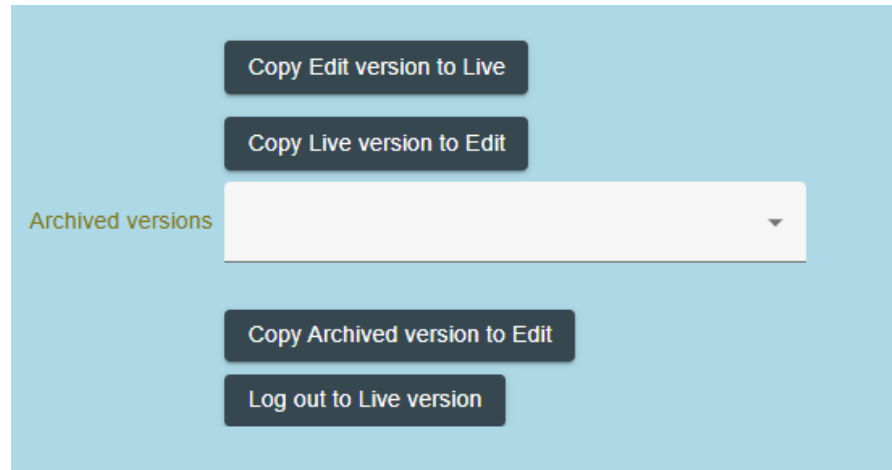 Copy Edit version to Live
Copy Live version to Edit
Archived versions
Copy Archived version to Edit
Log out to Live version